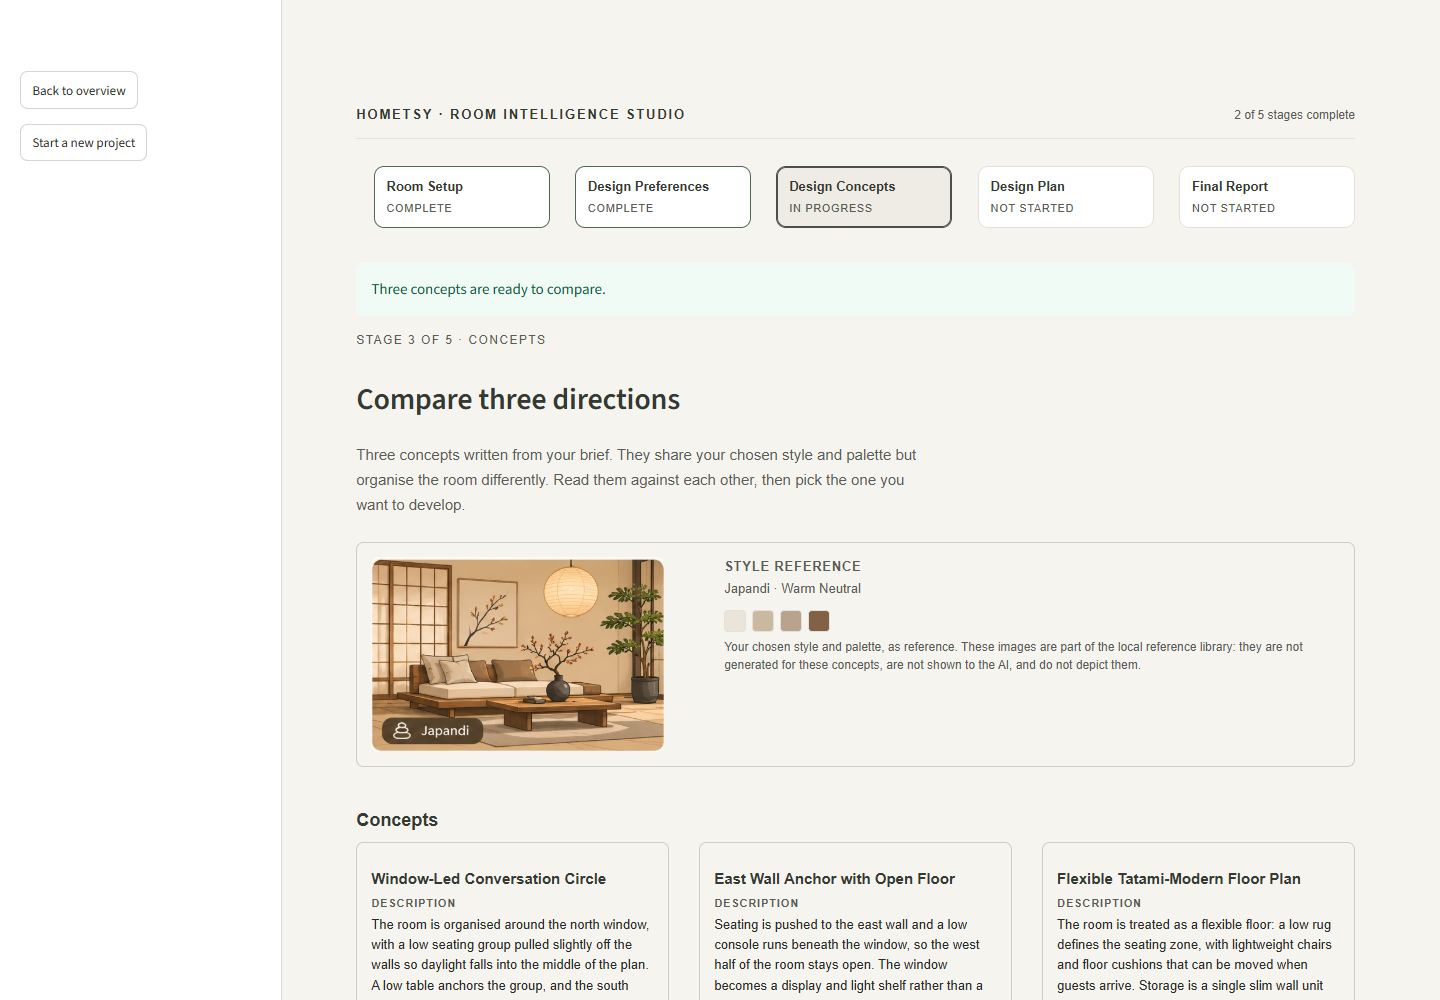 Back to overview
Start a new project
HOMETSY · ROOM INTELLIGENCE STUDIO
2 of 5 stages complete
Room Setup
COMPLETE
Design Preferences
COMPLETE
Design Concepts
IN PROGRESS
Design Plan
NOT STARTED
Final Report
NOT STARTED
Three concepts are ready to compare.
STAGE 3 OF 5 · CONCEPTS
Compare three directions
Three concepts written from your brief. They share your chosen style and palette but
organise the room differently. Read them against each other, then pick the one you
want to develop.
Japandi
STYLE REFERENCE
Japandi · Warm Neutral
Your chosen style and palette, as reference. These images are part of the local reference library: they are not
generated for these concepts, are not shown to the AI, and do not depict them.
Concepts
Window-Led Conversation Circle
DESCRIPTION
The room is organised around the north window,
with a low seating group pulled slightly off the
walls so daylight falls into the middle of the plan.
A low table anchors the group, and the south
East Wall Anchor with Open Floor
DESCRIPTION
Seating is pushed to the east wall and a low
console runs beneath the window, so the west
half of the room stays open. The window
becomes a display and light shelf rather than a
Flexible Tatami-Modern Floor Plan
DESCRIPTION
The room is treated as a flexible floor: a low rug
defines the seating zone, with lightweight chairs
and floor cushions that can be moved when
guests arrive. Storage is a single slim wall unit